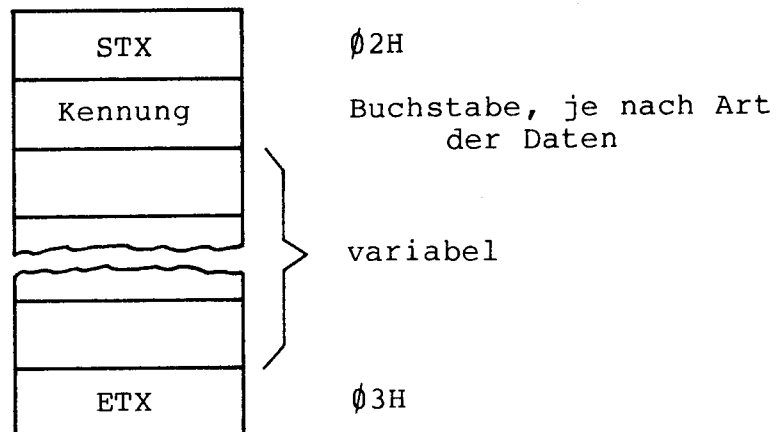 STX Ø2H
Kennung Buchstabe, je nach Art
der Daten
variabel
ETX Ø3H